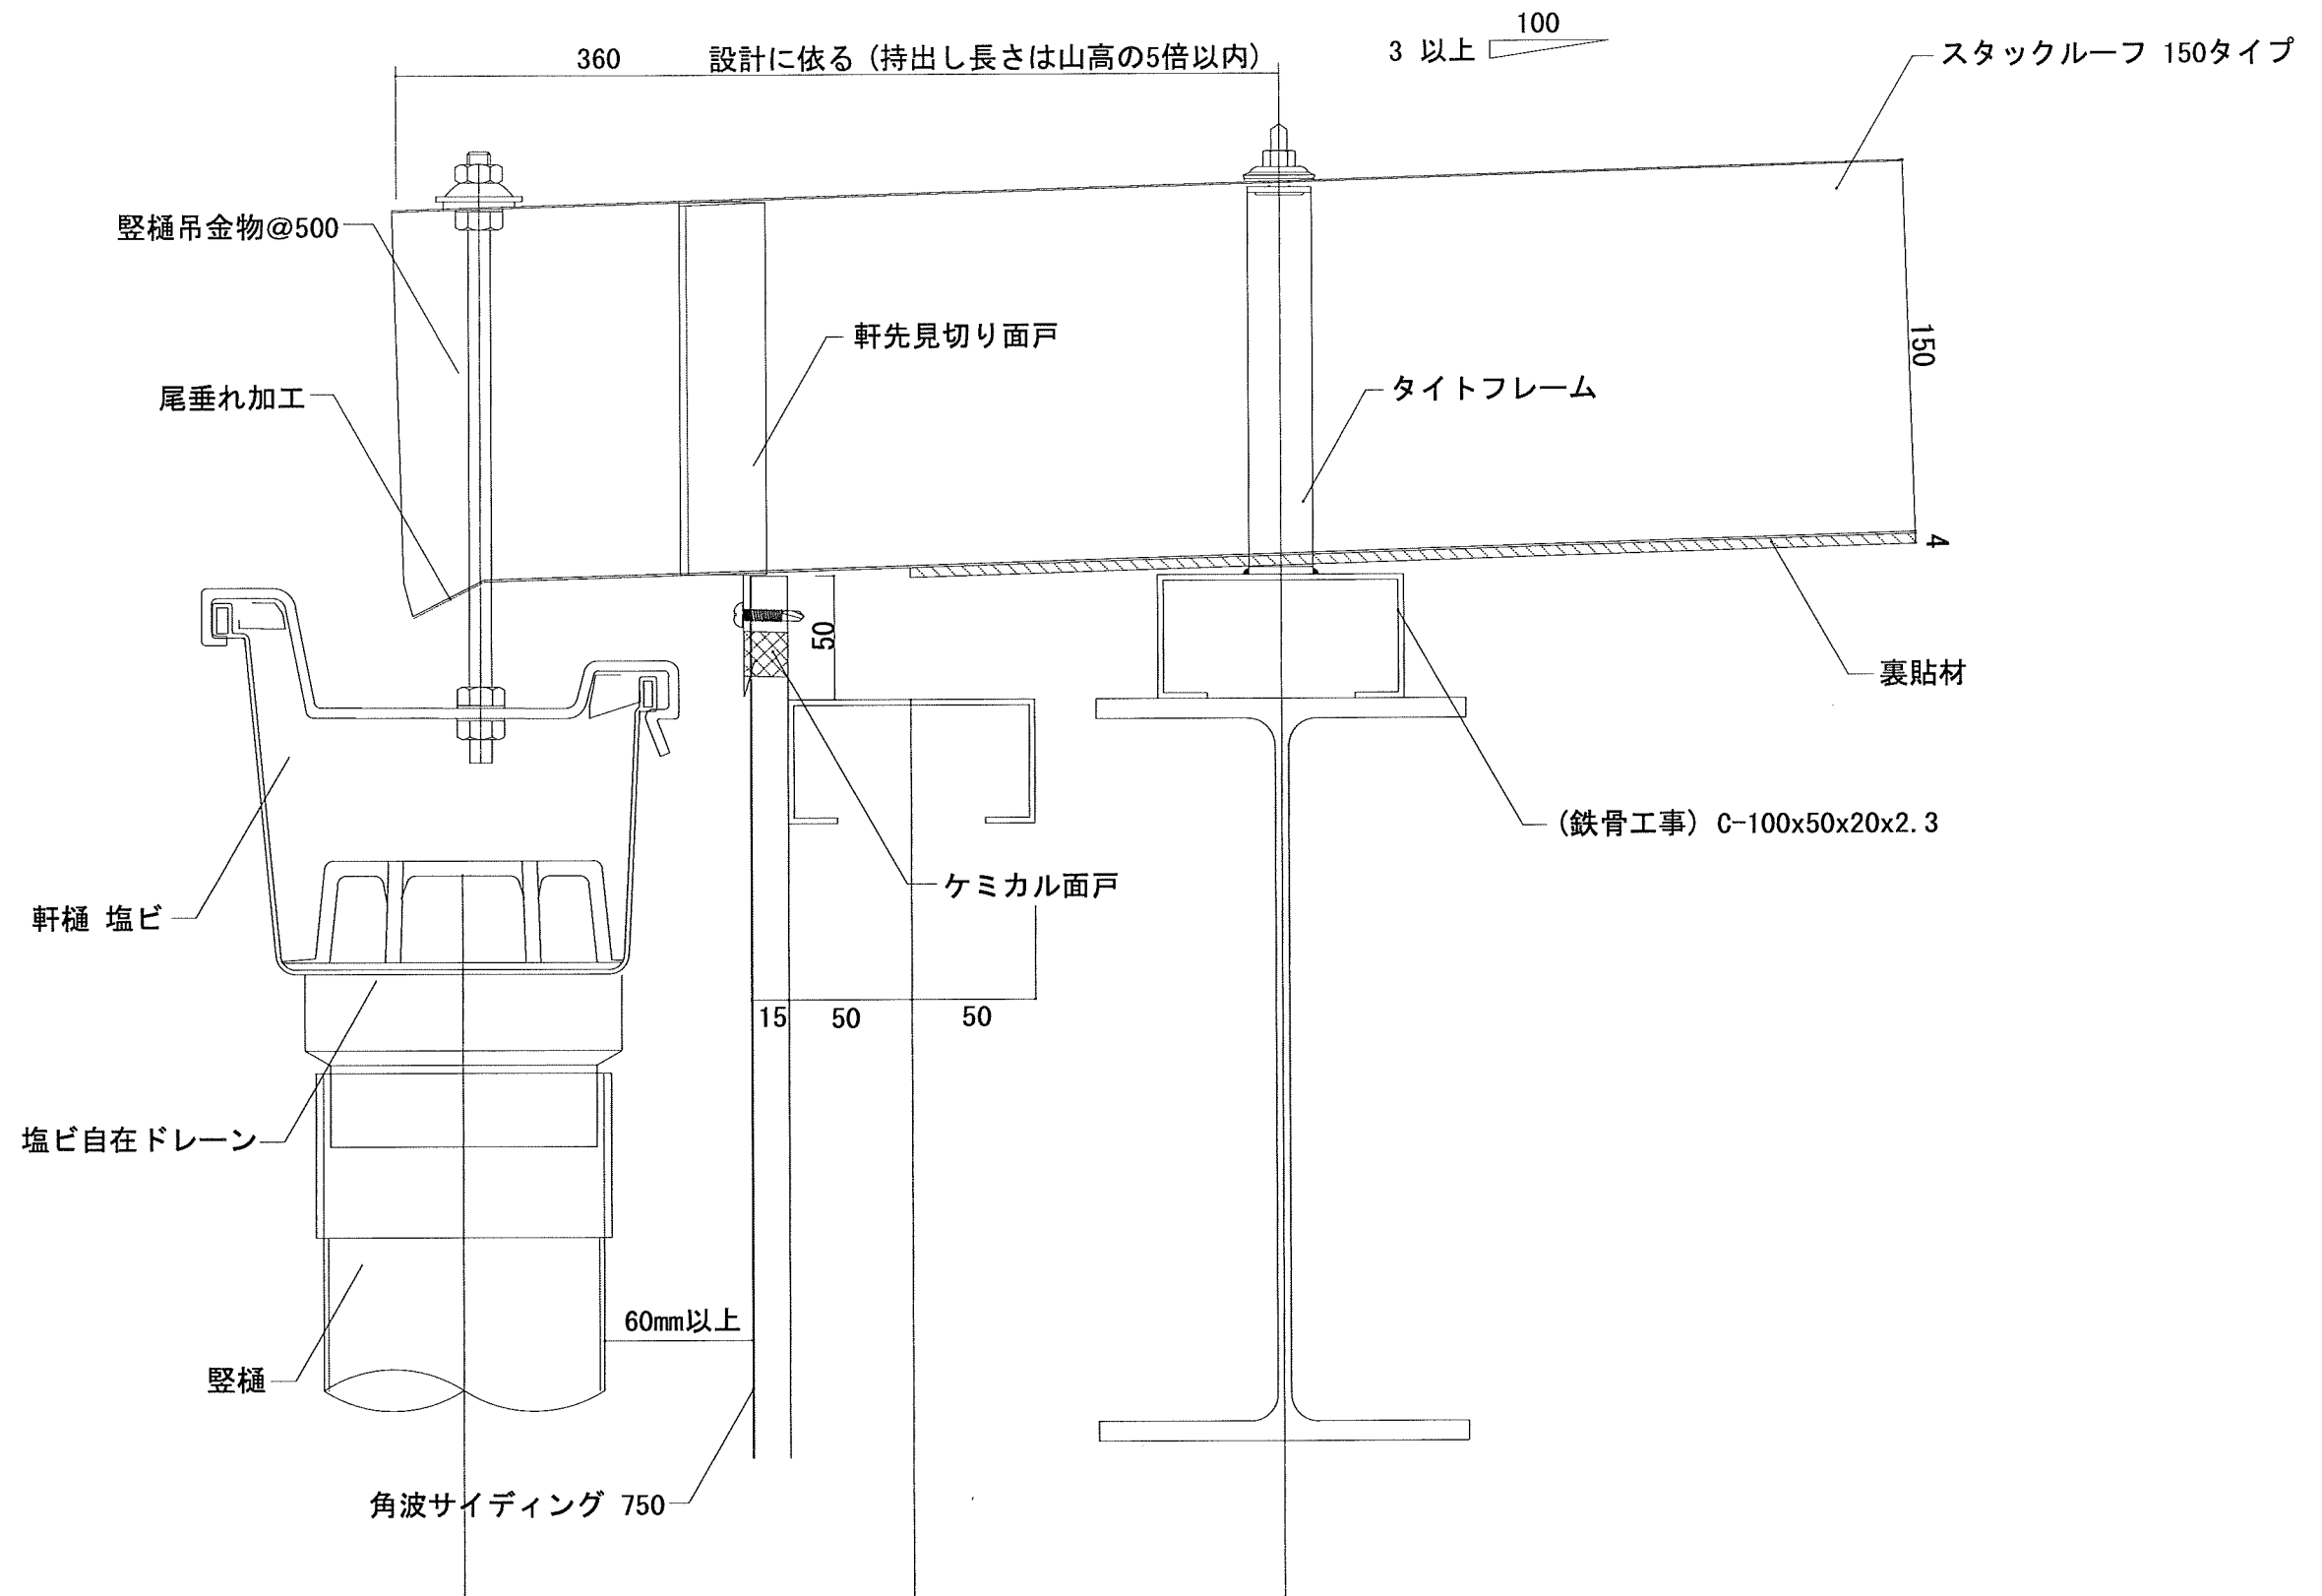 100
360 設計に依る (持出し長さは山高の5倍以内)
3 以上
スタックルーフ 150タイプ
竪樋吊金物@500
軒先見切り面戸
150
尾垂れ加工
タイトフレーム
4
50
裏貼材
(鉄骨工事) C-100x50x20x2.3
ケミカル面戸
軒樋 塩ビ
15 50 50
塩ビ自在ドレーン
60mm以上
竪樋
角波サイディング 750